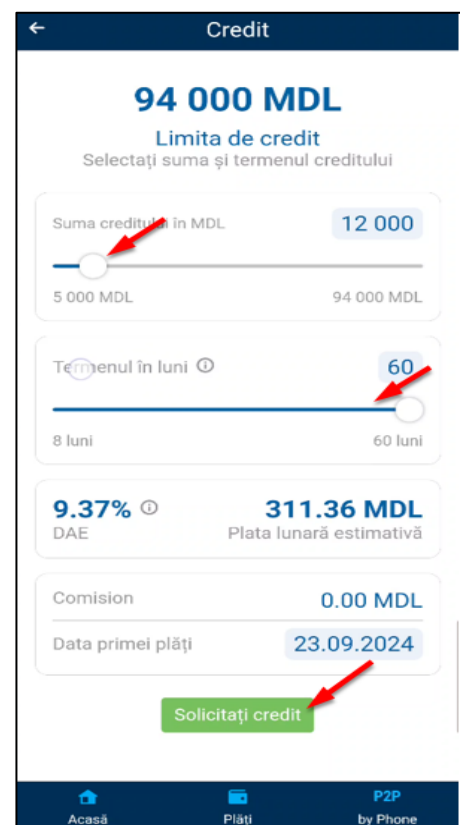 Credit
94 000 MDL
Limita de credit
Selectați suma și termenul creditului
Suma creditului în MDL
12 000
5 000 MDL
94 000 MDL
Termenul în luni
60
8 luni
60 luni
9.37%
311.36 MDL
DAE
Plata lunară estimativă
Comision
0.00 MDL
Data primei plăți
23.09.2024
Solicitați credit
P2P
Acasă
Plăți
by Phone